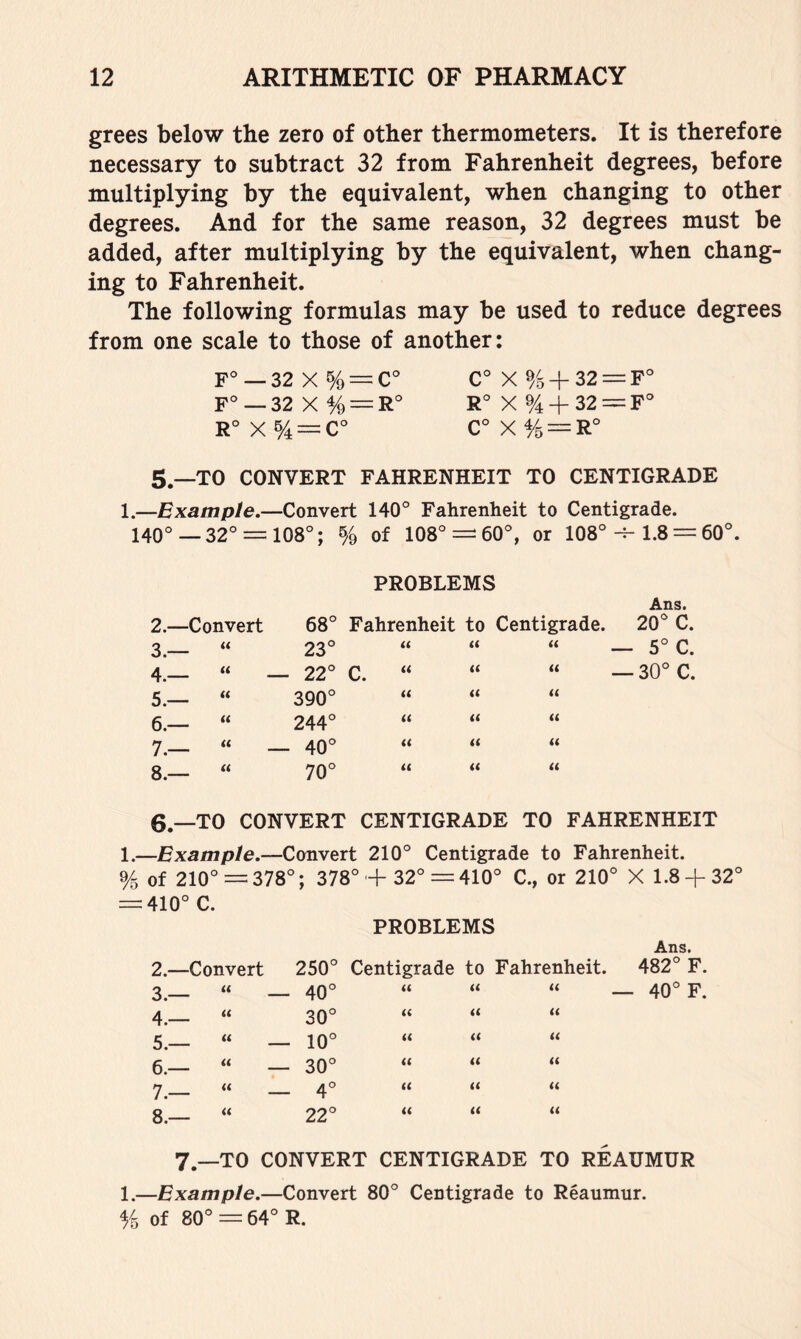 12 ARITHMETIC OF PHARMACY
grees below the zero of other thermometers. It is therefore
necessary to subtract 32 from Fahrenheit degrees, before
multiplying by the equivalent, when changing to other
degrees. And for the same reason, 32 degrees must be
added, after multiplying by the equivalent, when chang-
ing to Fahrenheit.
The following formulas may be used to reduce degrees
from one scale to those of another:
F° — 32 X 5/9 = C° C° X 9/5 + 32 = F°
F° — 32 X 4/9 = R° R° X 9/4 + 32 = F°
R° X 5/4 = C° C° X 4/5 = R°
5.—TO CONVERT FAHRENHEIT TO CENTIGRADE
1.—Example.—Convert 140° Fahrenheit to Centigrade.
140° — 32° = 108°; 5/9 of 108° = 60°, or 108° ÷ 1.8 = 60°.
PROBLEMS
Ans.
2.—Convert 68° Fahrenheit to Centigrade. 20° C.
3.— “ 23° “ “ “ — 5° C.
4.— “ — 22° C. “ “ “ — 30° C.
5.— “ 390° “ “ “
6.— “ 244° “ “ “
7.— “ — 40° “ “ “
8.— “ 70° “ “ “
6.—TO CONVERT CENTIGRADE TO FAHRENHEIT
1.—Example.—Convert 210° Centigrade to Fahrenheit.
9/5 of 210° = 378°; 378° + 32° = 410° C., or 210° X 1.8 + 32°
= 410° C.
PROBLEMS
Ans.
2.—Convert 250° Centigrade to Fahrenheit. 482° F.
3.— “ — 40° “ “ “ — 40° F.
4.— “ 30° “ “ “
5.— “ — 10° “ “ “
6.— “ — 30° “ “ “
7.— “ — 4° “ “ “
8.— “ 22° “ “ “
7.—TO CONVERT CENTIGRADE TO RÉAUMUR
1.—Example.—Convert 80° Centigrade to Réaumur.
4/5 of 80° = 64° R.